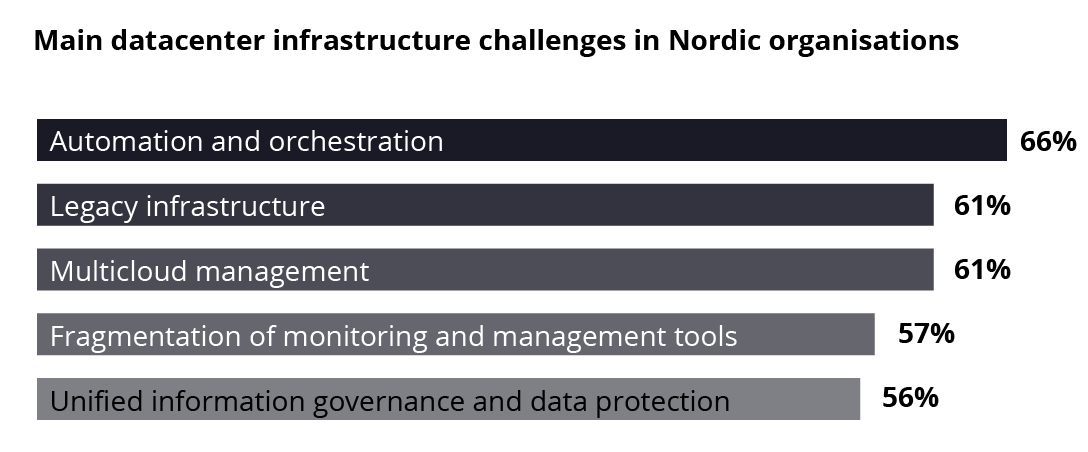 Main datacenter infrastructure challenges in Nordic organisations
Automation and orchestration 66%
Legacy infrastructure 61%
Multicloud management 61%
Fragmentation of monitoring and management tools 57%
Unified information governance and data protection 56%